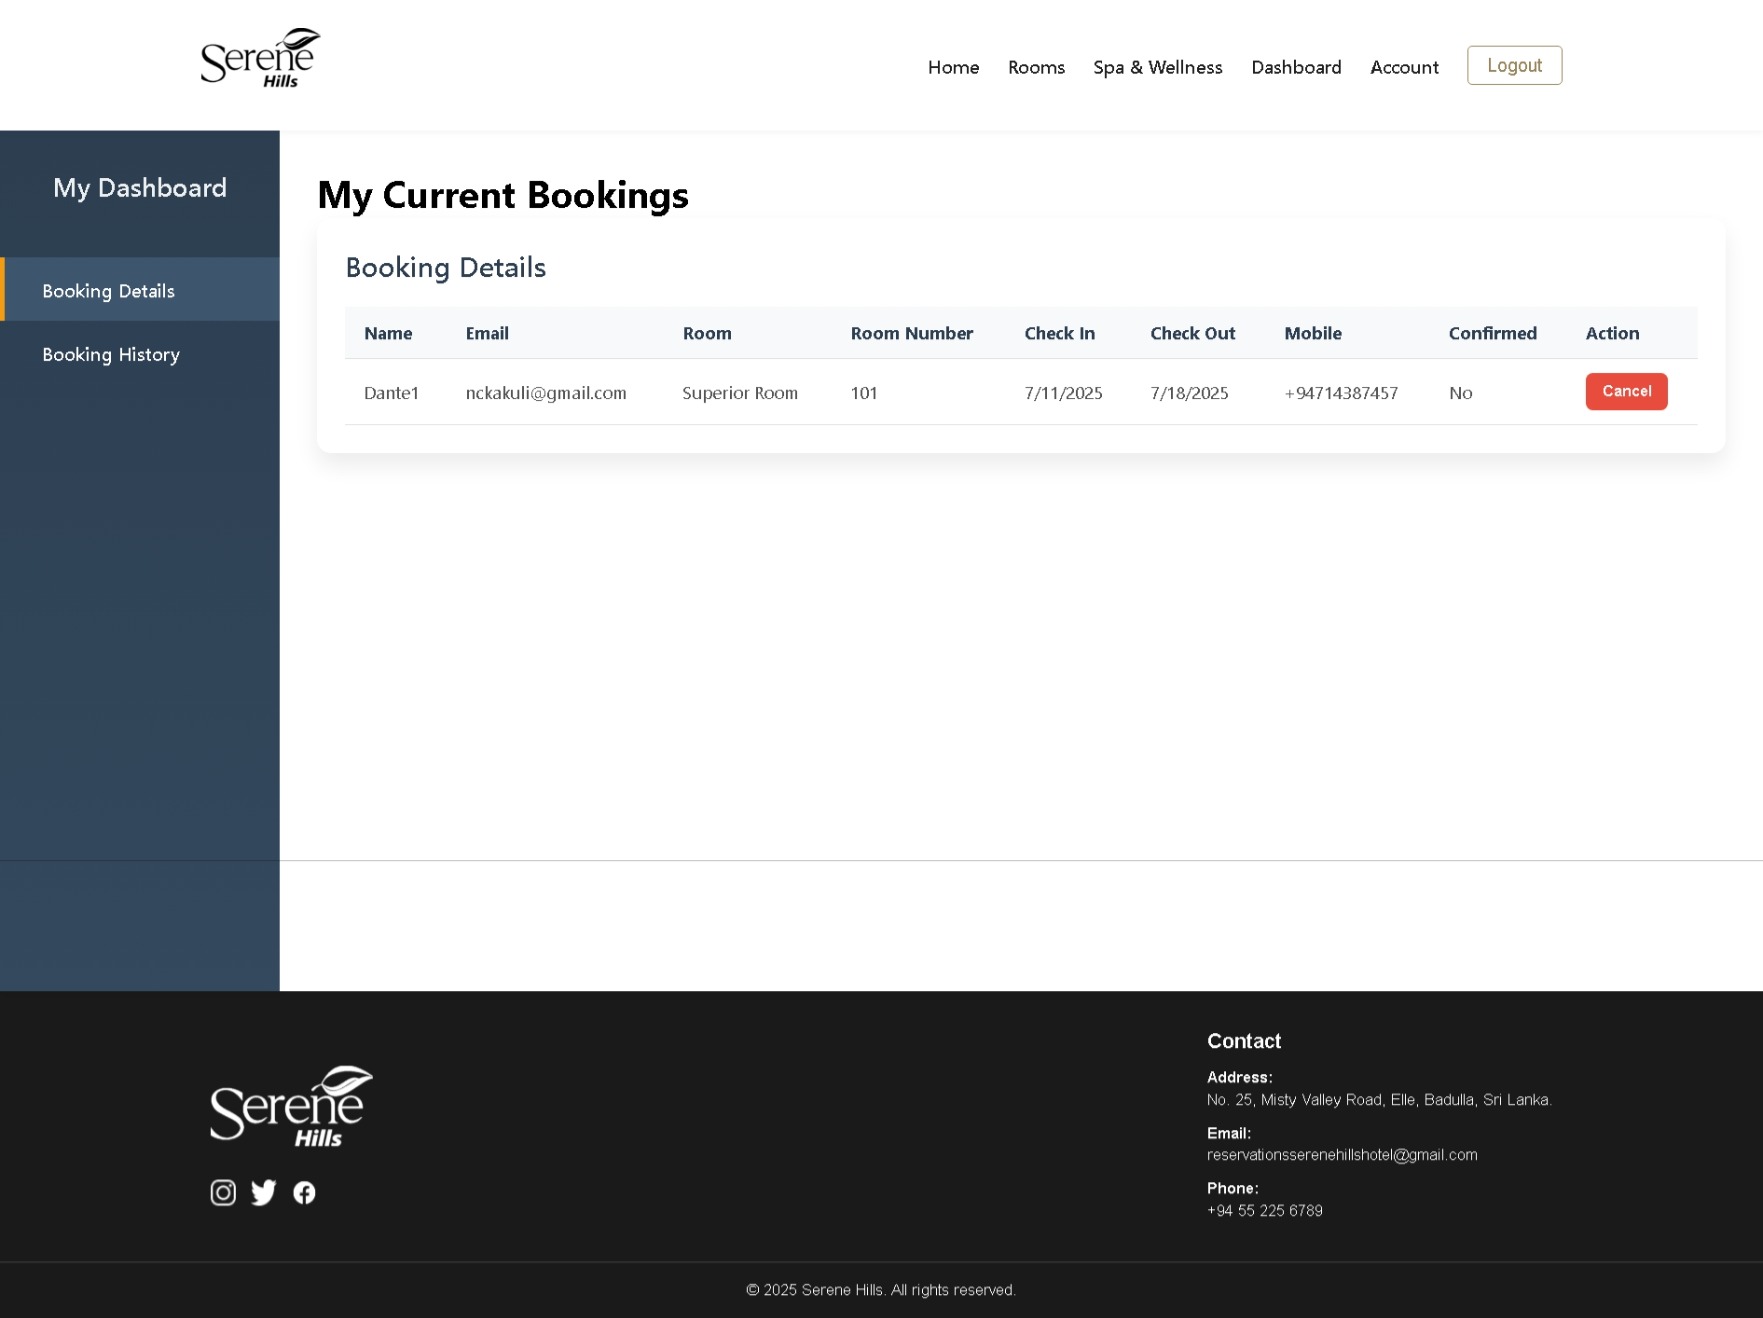 Serene
Hills
Home Rooms Spa & Wellness Dashboard Account Logout
My Dashboard
Booking Details
Booking History
My Current Bookings
Booking Details
Name Email Room Room Number Check In Check Out Mobile Confirmed Action
Dante1 nckakuli@gmail.com Superior Room 101 7/11/2025 7/18/2025 +94714387457 No Cancel
Serene
Hills
Contact
Address:
No. 25, Misty Valley Road, Elle, Badulla, Sri Lanka.
Email:
reservationsserenehillshotel@gmail.com
Phone:
+94 55 225 6789
© 2025 Serene Hills. All rights reserved.